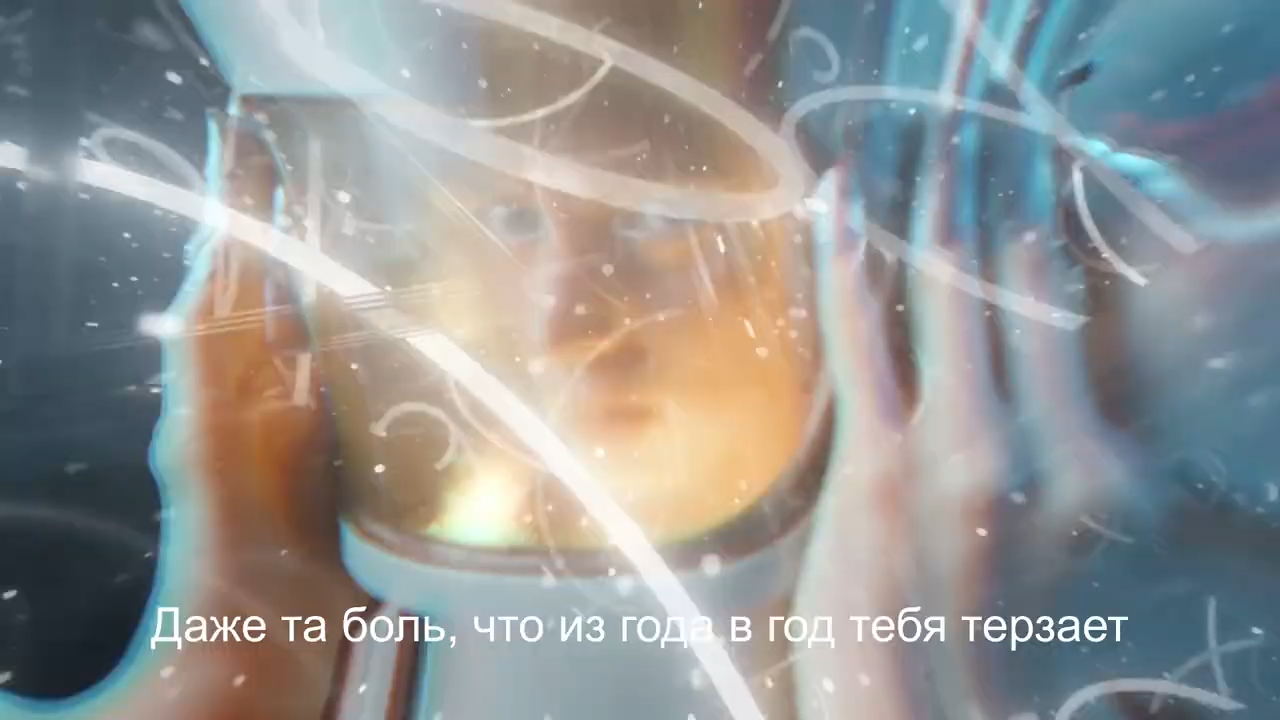 Даже та боль, что из года в год тебя терзает